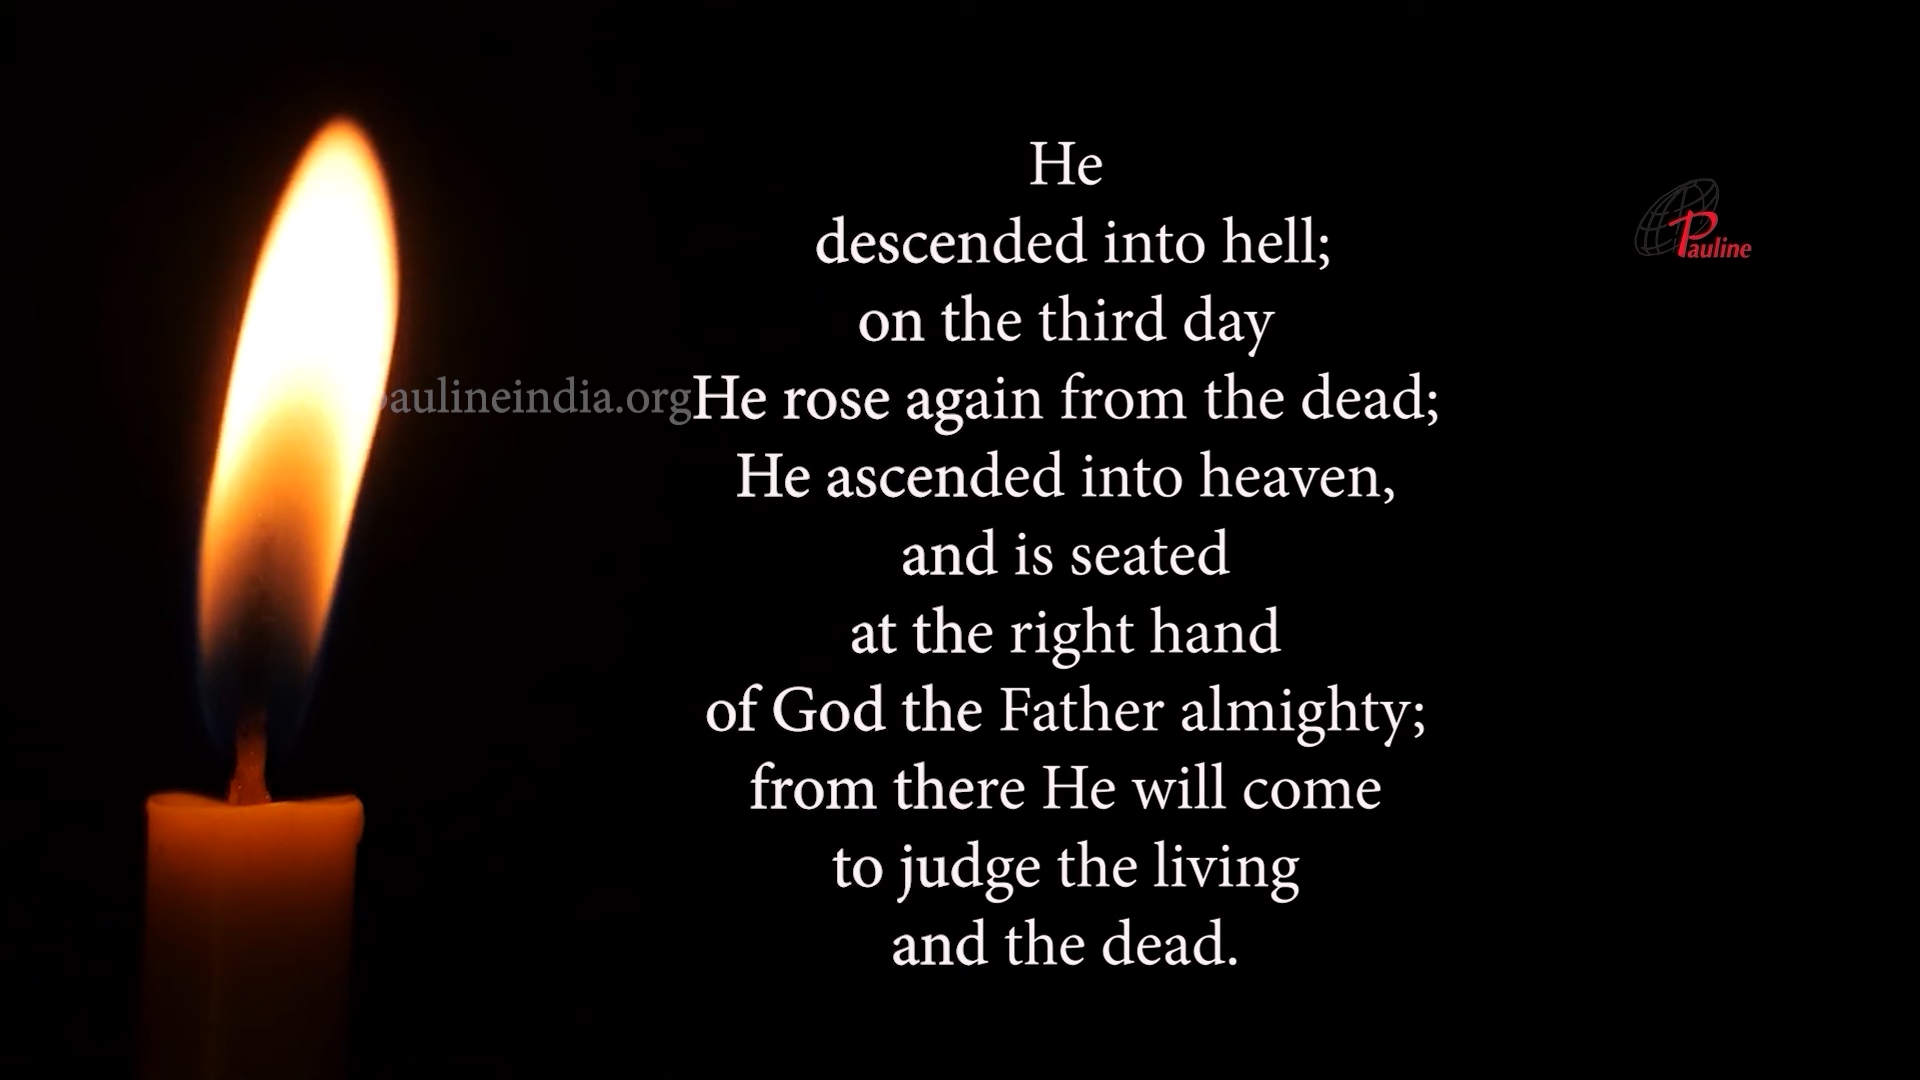 He
descended into hell;
on the third day
paulineindia.org
He rose again from the dead;
He ascended into heaven,
and is seated
at the right hand
of God the Father almighty;
from there He will come
to judge the living
and the dead.
Pauline